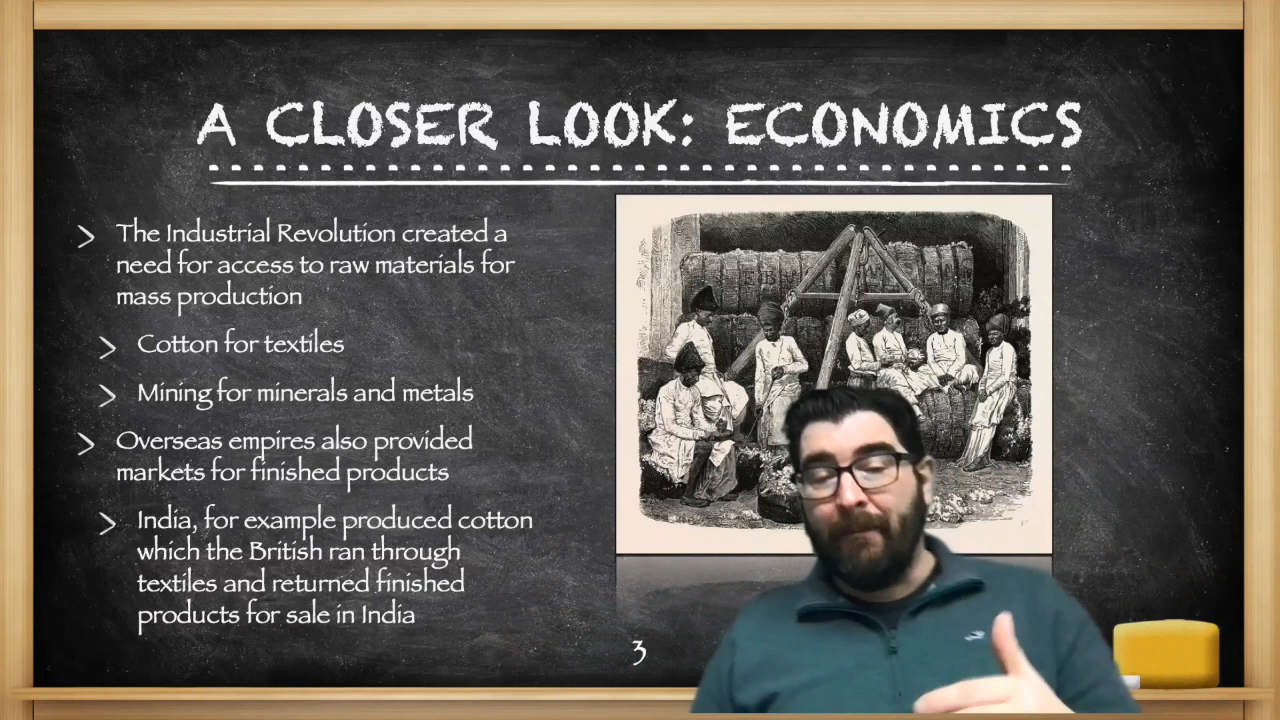 A CLOSER LOOK: ECONOMICS
The Industrial Revolution created a
need for access to raw materials for
mass production
Cotton for textiles
Mining for minerals and metals
Overseas empires also provided
markets for finished products
India, for example produced cotton
which the British ran through
textiles and returned finished
products for sale in India
3